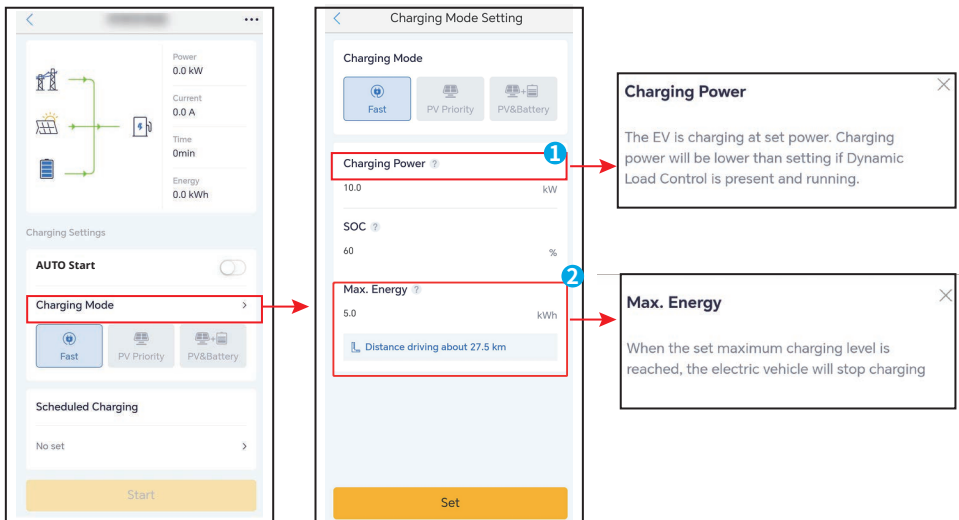 Power
0.0 kW
Current
0.0 A
Time
0min
Energy
0.0 kWh
Charging Settings
AUTO Start
Charging Mode
Fast
PV Priority
PV&Battery
Scheduled Charging
No set
Start
Charging Mode Setting
Charging Mode
Fast
PV Priority
PV&Battery
1
Charging Power ?
10.0 kW
SOC ?
60 %
2
Max. Energy ?
5.0 kWh
Distance driving about 27.5 km
Set
Charging Power
The EV is charging at set power. Charging
power will be lower than setting if Dynamic
Load Control is present and running.
Max. Energy
When the set maximum charging level is
reached, the electric vehicle will stop charging